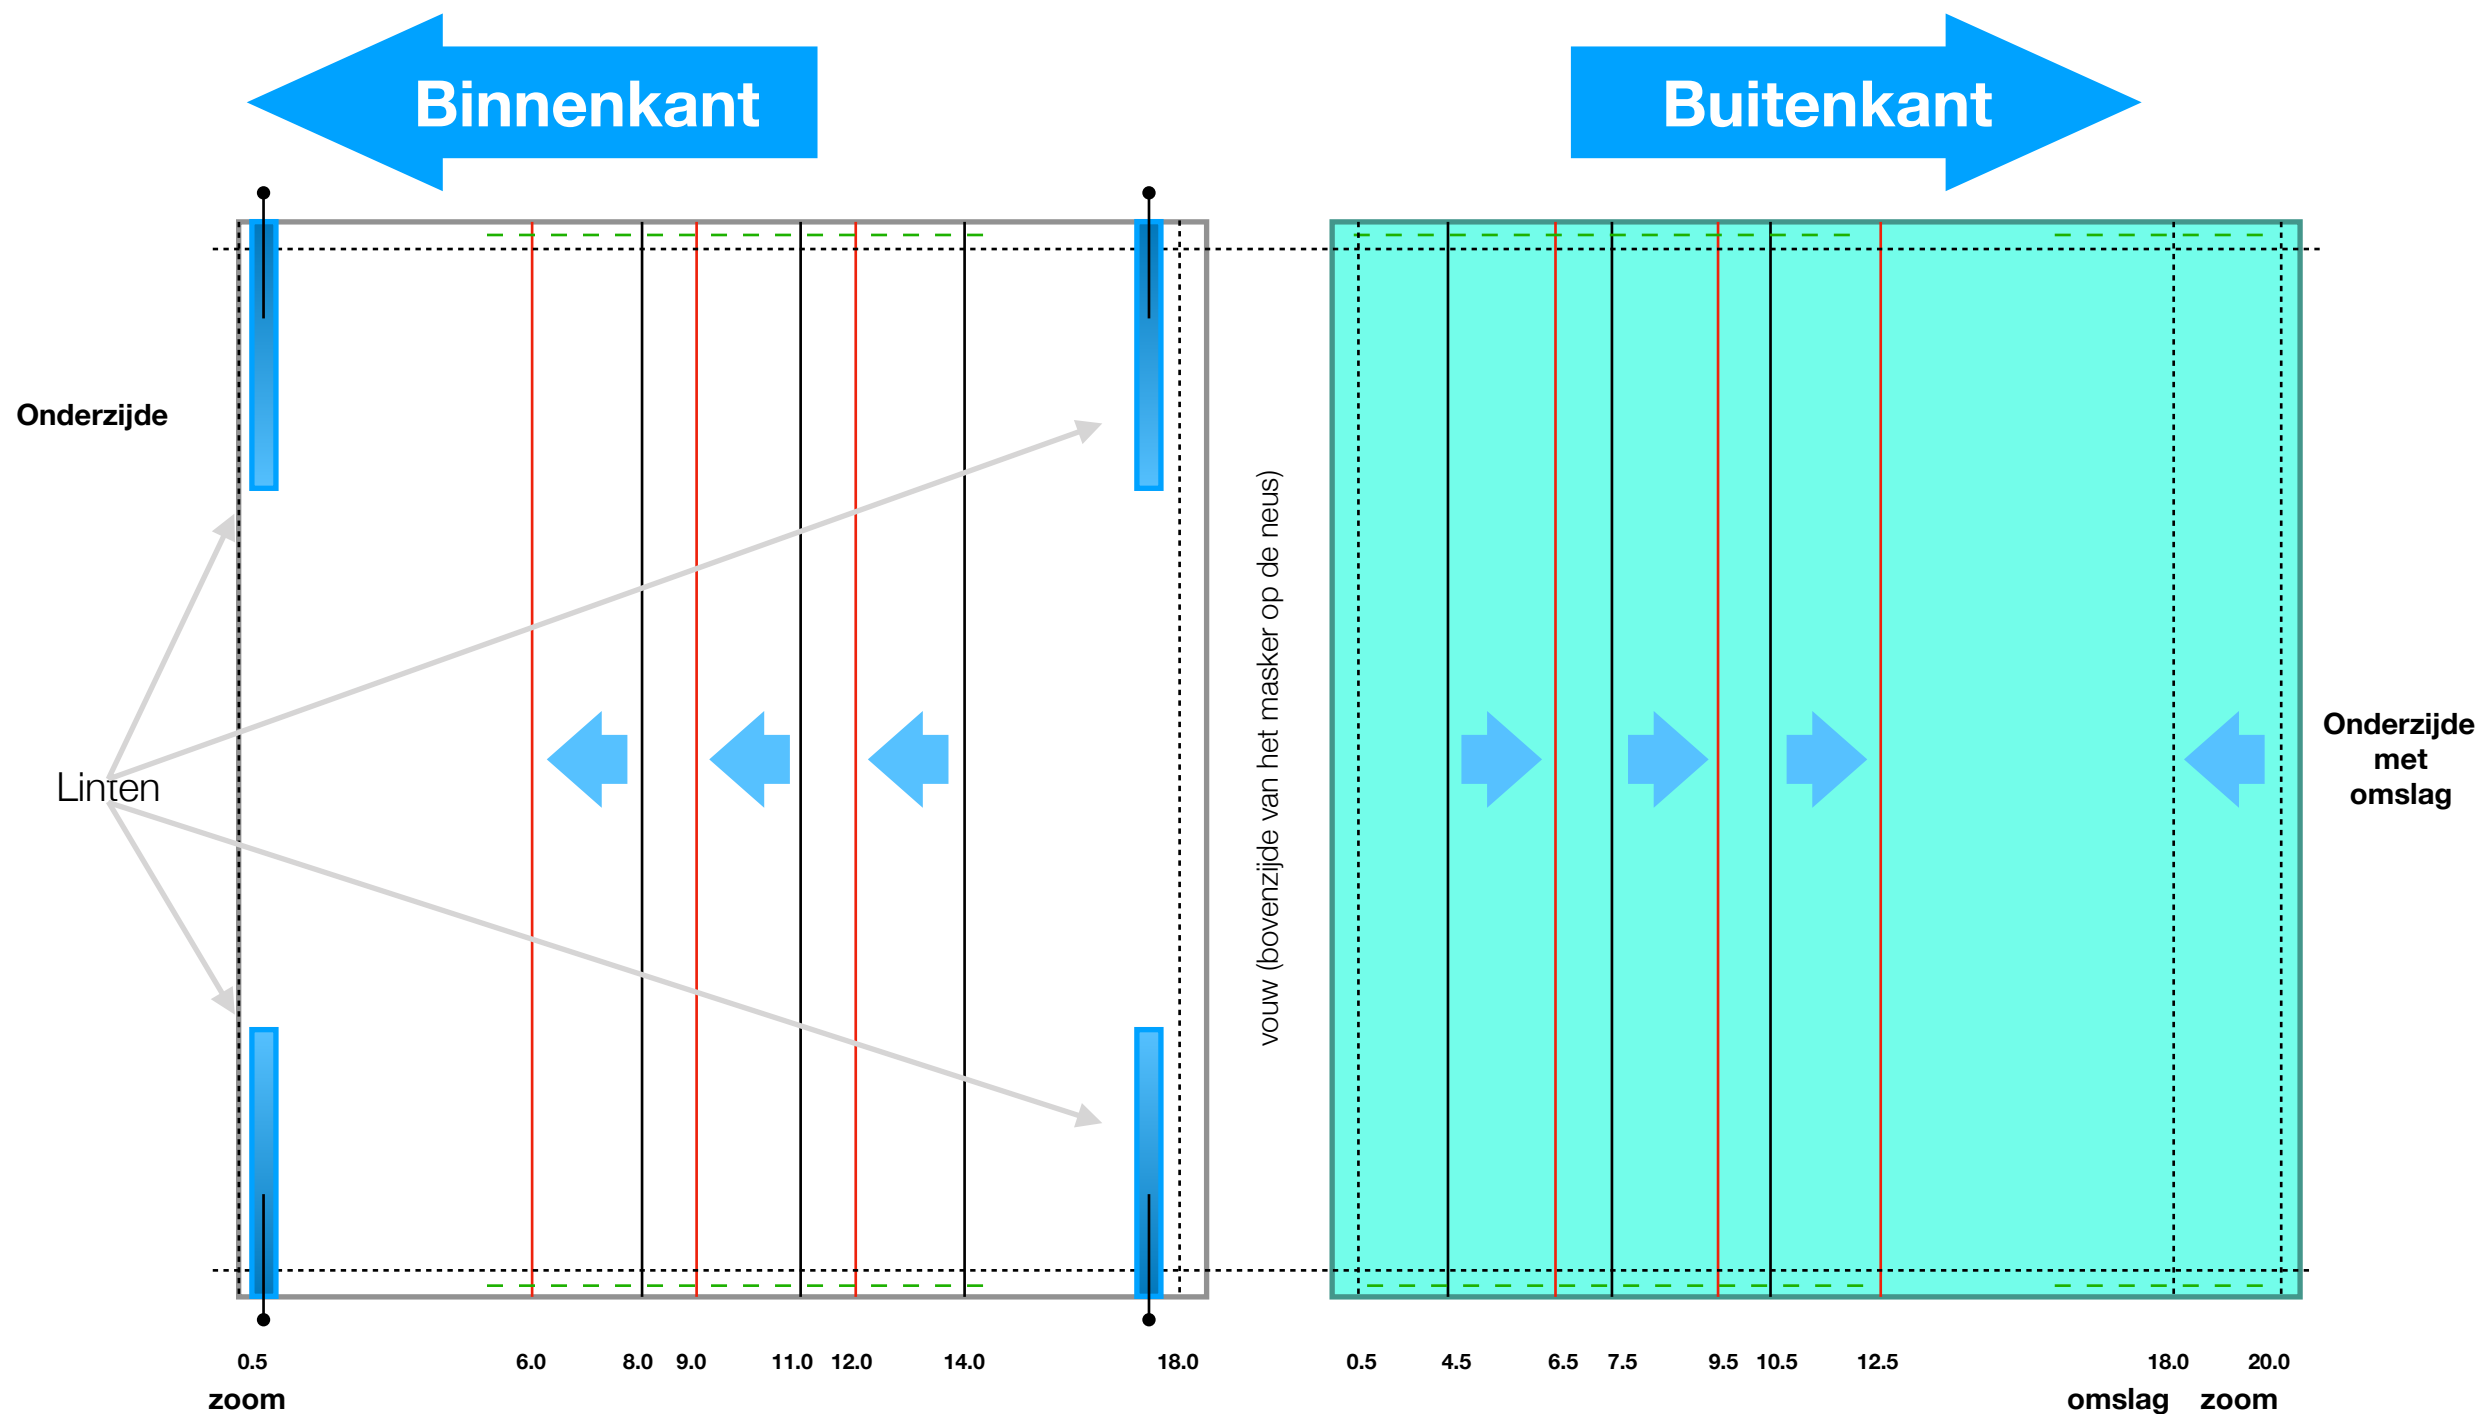 Binnenkant
Buitenkant
Onderzijde
Linten
vouw (bovenzijde van het masker op de neus)
Onderzijde
met
omslag
0.5 6.0 8.0 9.0 11.0 12.0 14.0 18.0 0.5 4.5 6.5 7.5 9.5 10.5 12.5 18.0 20.0
zoom omslag zoom